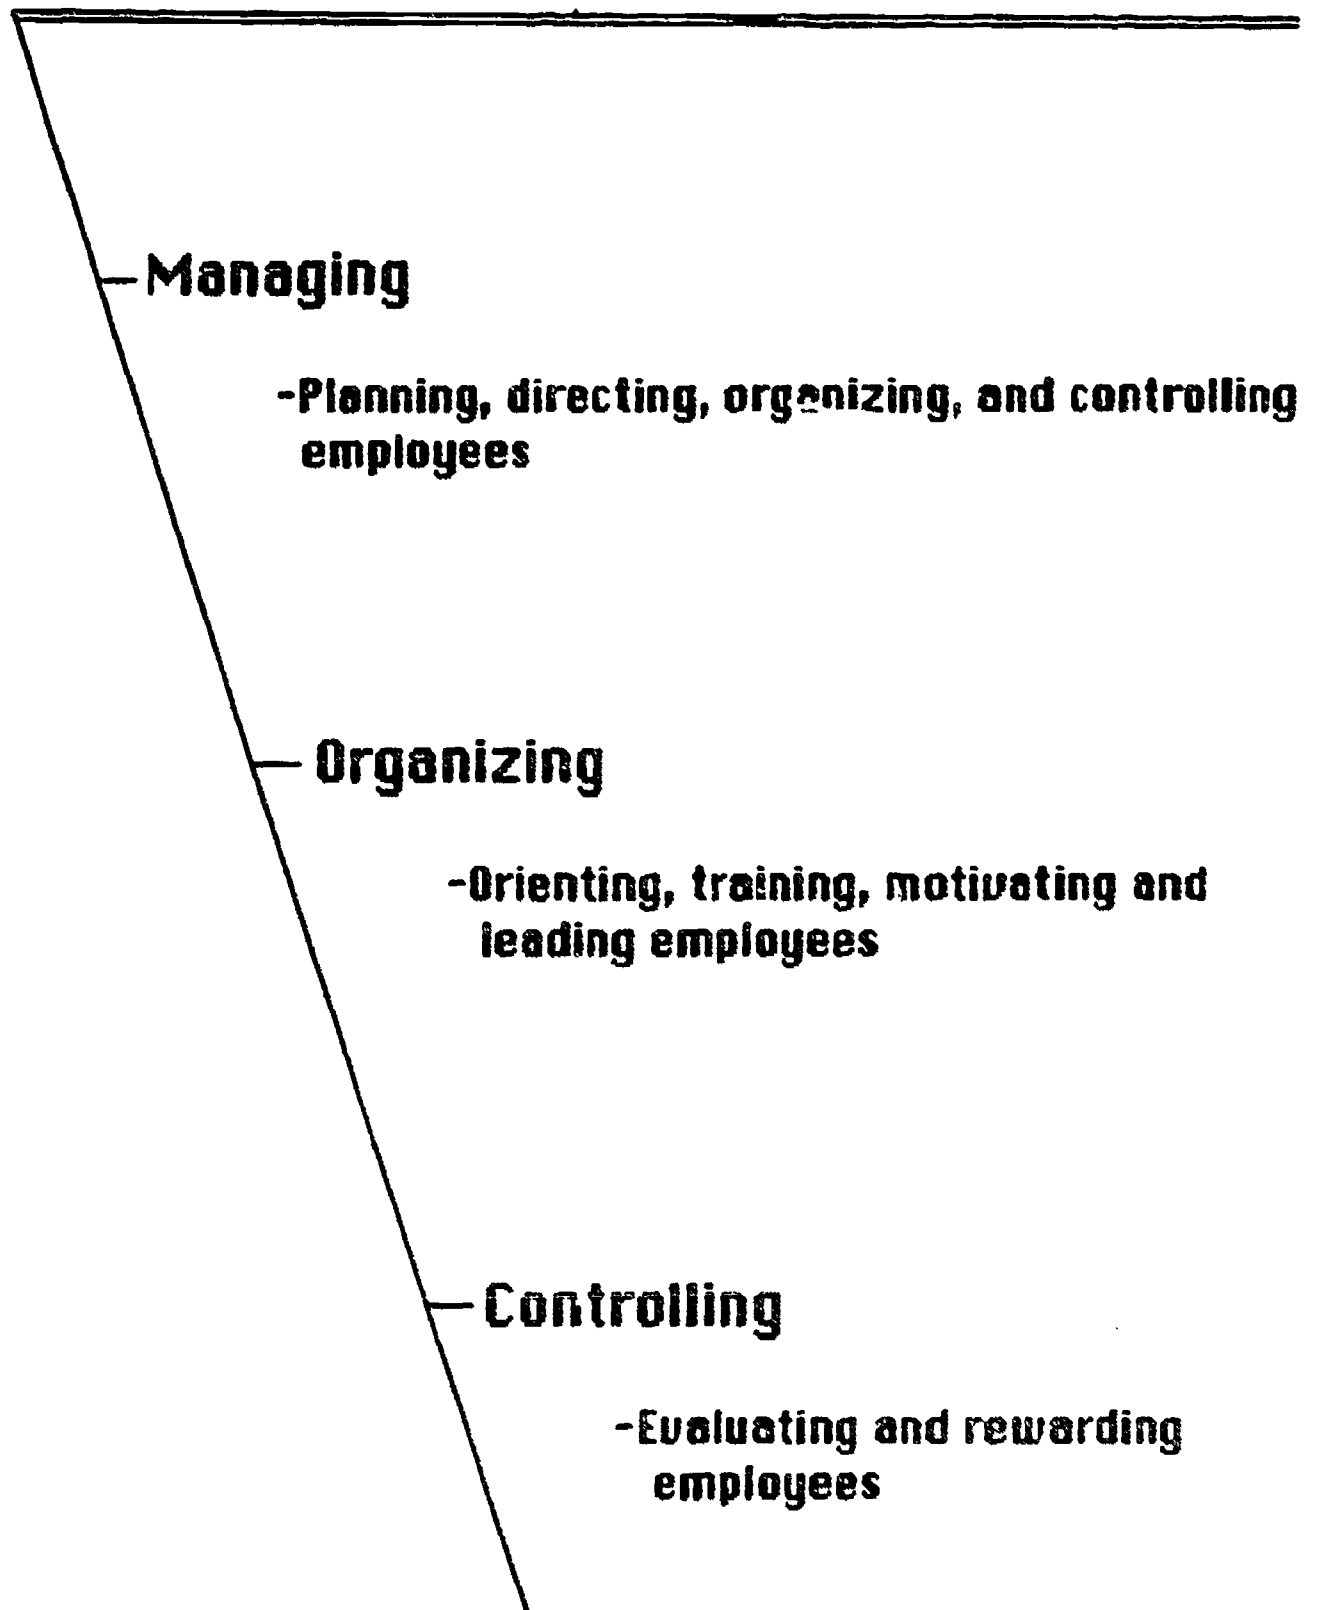 Managing
-Planning, directing, organizing, and controlling
employees
Organizing
-Orienting, training, motivating and
leading employees
Controlling
-Evaluating and rewarding
employees